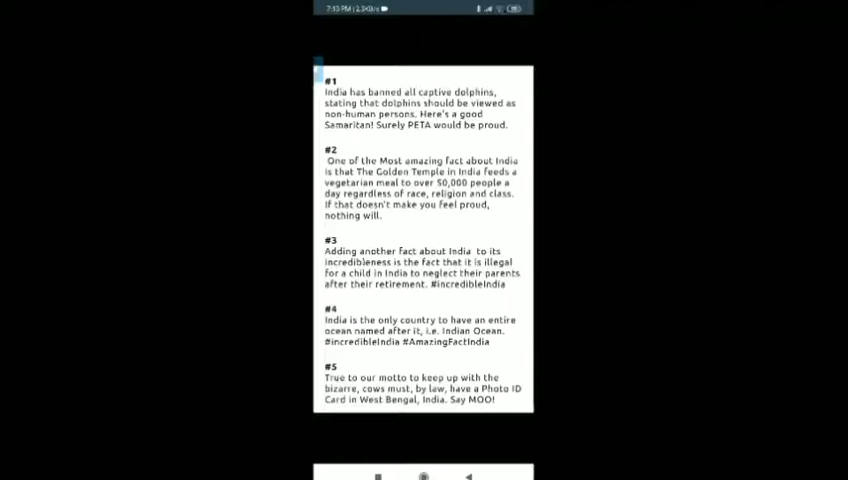 7:13 PM | 2.3KB/s
#1
India has banned all captive dolphins,
stating that dolphins should be viewed as
non-human persons. Here's a good
Samaritan! Surely PETA would be proud.
#2
One of the Most amazing fact about India
is that The Golden Temple in India feeds a
vegetarian meal to over 50,000 people a
day regardless of race, religion and class.
If that doesn't make you feel proud,
nothing will.
#3
Adding another fact about India to its
incredibleness is the fact that it is illegal
for a child in India to neglect their parents
after their retirement. #incredibleIndia
#4
India is the only country to have an entire
ocean named after it, i.e. Indian Ocean.
#incredibleIndia #AmazingFactIndia
#5
True to our motto to keep up with the
bizarre, cows must, by law, have a Photo ID
Card in West Bengal, India. Say MOO!